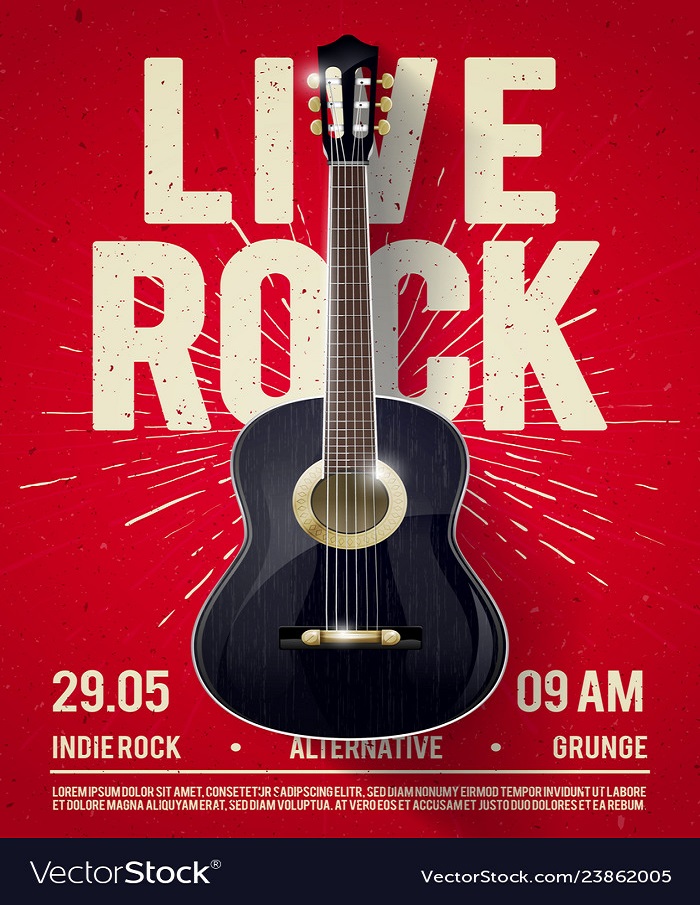 LIVE
ROCK
29.05 09 AM
INDIE ROCK • ALTERNATIVE • GRUNGE
LOREM IPSUM DOLOR SIT AMET, CONSETETUR SADIPSCING ELITR, SED DIAM NONUMY EIRMOD TEMPOR INVIDUNT UT LABORE
ET DOLORE MAGNA ALIQUYAM ERAT, SED DIAM VOLUPTUA. AT VERO EOS ET ACCUSAM ET JUSTO DUO DOLORES ET EA REBUM.
VectorStock® VectorStock.com/23862005